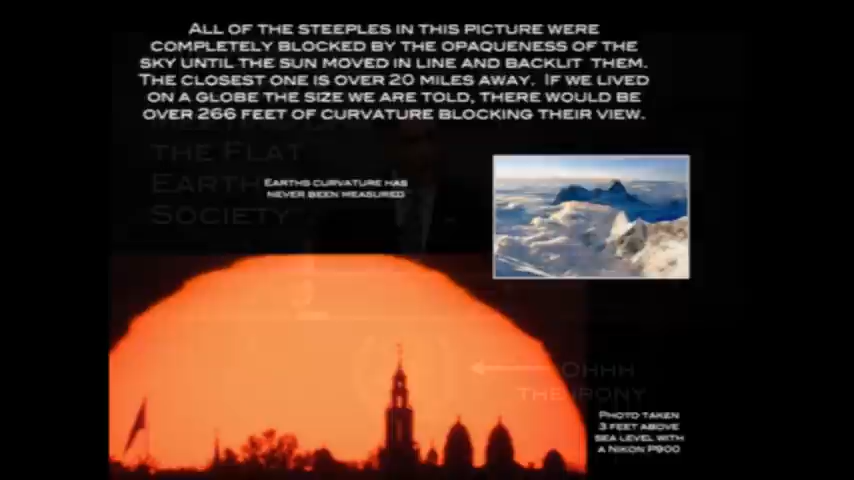 ALL OF THE STEEPLES IN THIS PICTURE WERE
COMPLETELY BLOCKED BY THE OPAQUENESS OF THE
SKY UNTIL THE SUN MOVED IN LINE AND BACKLIT THEM.
THE CLOSEST ONE IS OVER 20 MILES AWAY. IF WE LIVED
ON A GLOBE THE SIZE WE ARE TOLD, THERE WOULD BE
OVER 266 FEET OF CURVATURE BLOCKING THEIR VIEW.
THE FLAT
EARTH
SOCIETY
EARTHS CURVATURE HAS
NEVER BEEN MEASURED
OHHH
THE IRONY
PHOTO TAKEN
3 FEET ABOVE
SEA LEVEL WITH
A NIKON P900